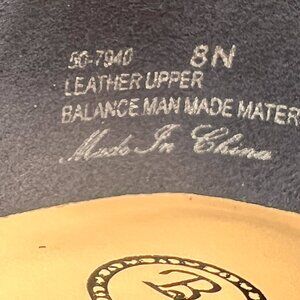 50-7940 8N
LEATHER UPPER
BALANCE MAN MADE MATER
Made In China
B